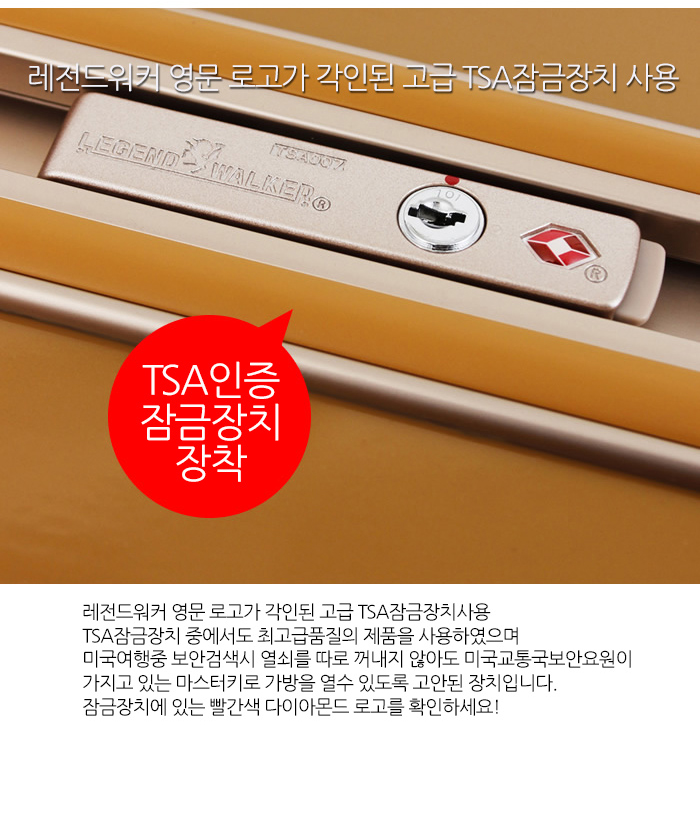 레전드워커 영문 로고가 각인된 고급 TSA잠금장치 사용
LEGEND WALKER®
TSA007
®
TSA인증
잠금장치
장착
레전드워커 영문 로고가 각인된 고급 TSA잠금장치사용
TSA잠금장치 중에서도 최고급품질의 제품을 사용하였으며
미국여행중 보안검색시 열쇠를 따로 꺼내지 않아도 미국교통국보안요원이
가지고 있는 마스터키로 가방을 열수 있도록 고안된 장치입니다.
잠금장치에 있는 빨간색 다이아몬드 로고를 확인하세요!